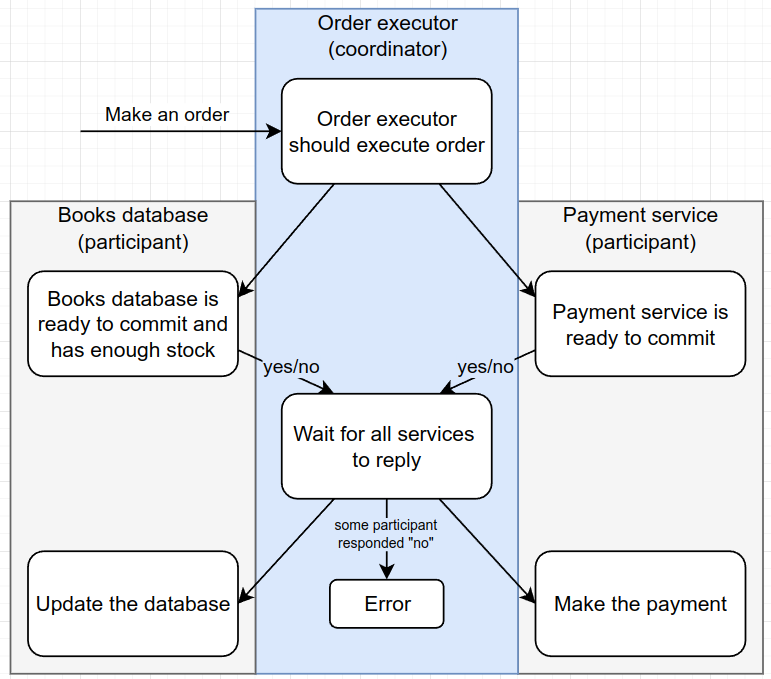 Order executor
(coordinator)
Make an order
Order executor
should execute order
Books database
(participant)
Payment service
(participant)
Books database is
ready to commit and
has enough stock
Payment service is
ready to commit
yes/no
yes/no
Wait for all services
to reply
some participant
responded "no"
Update the database
Error
Make the payment